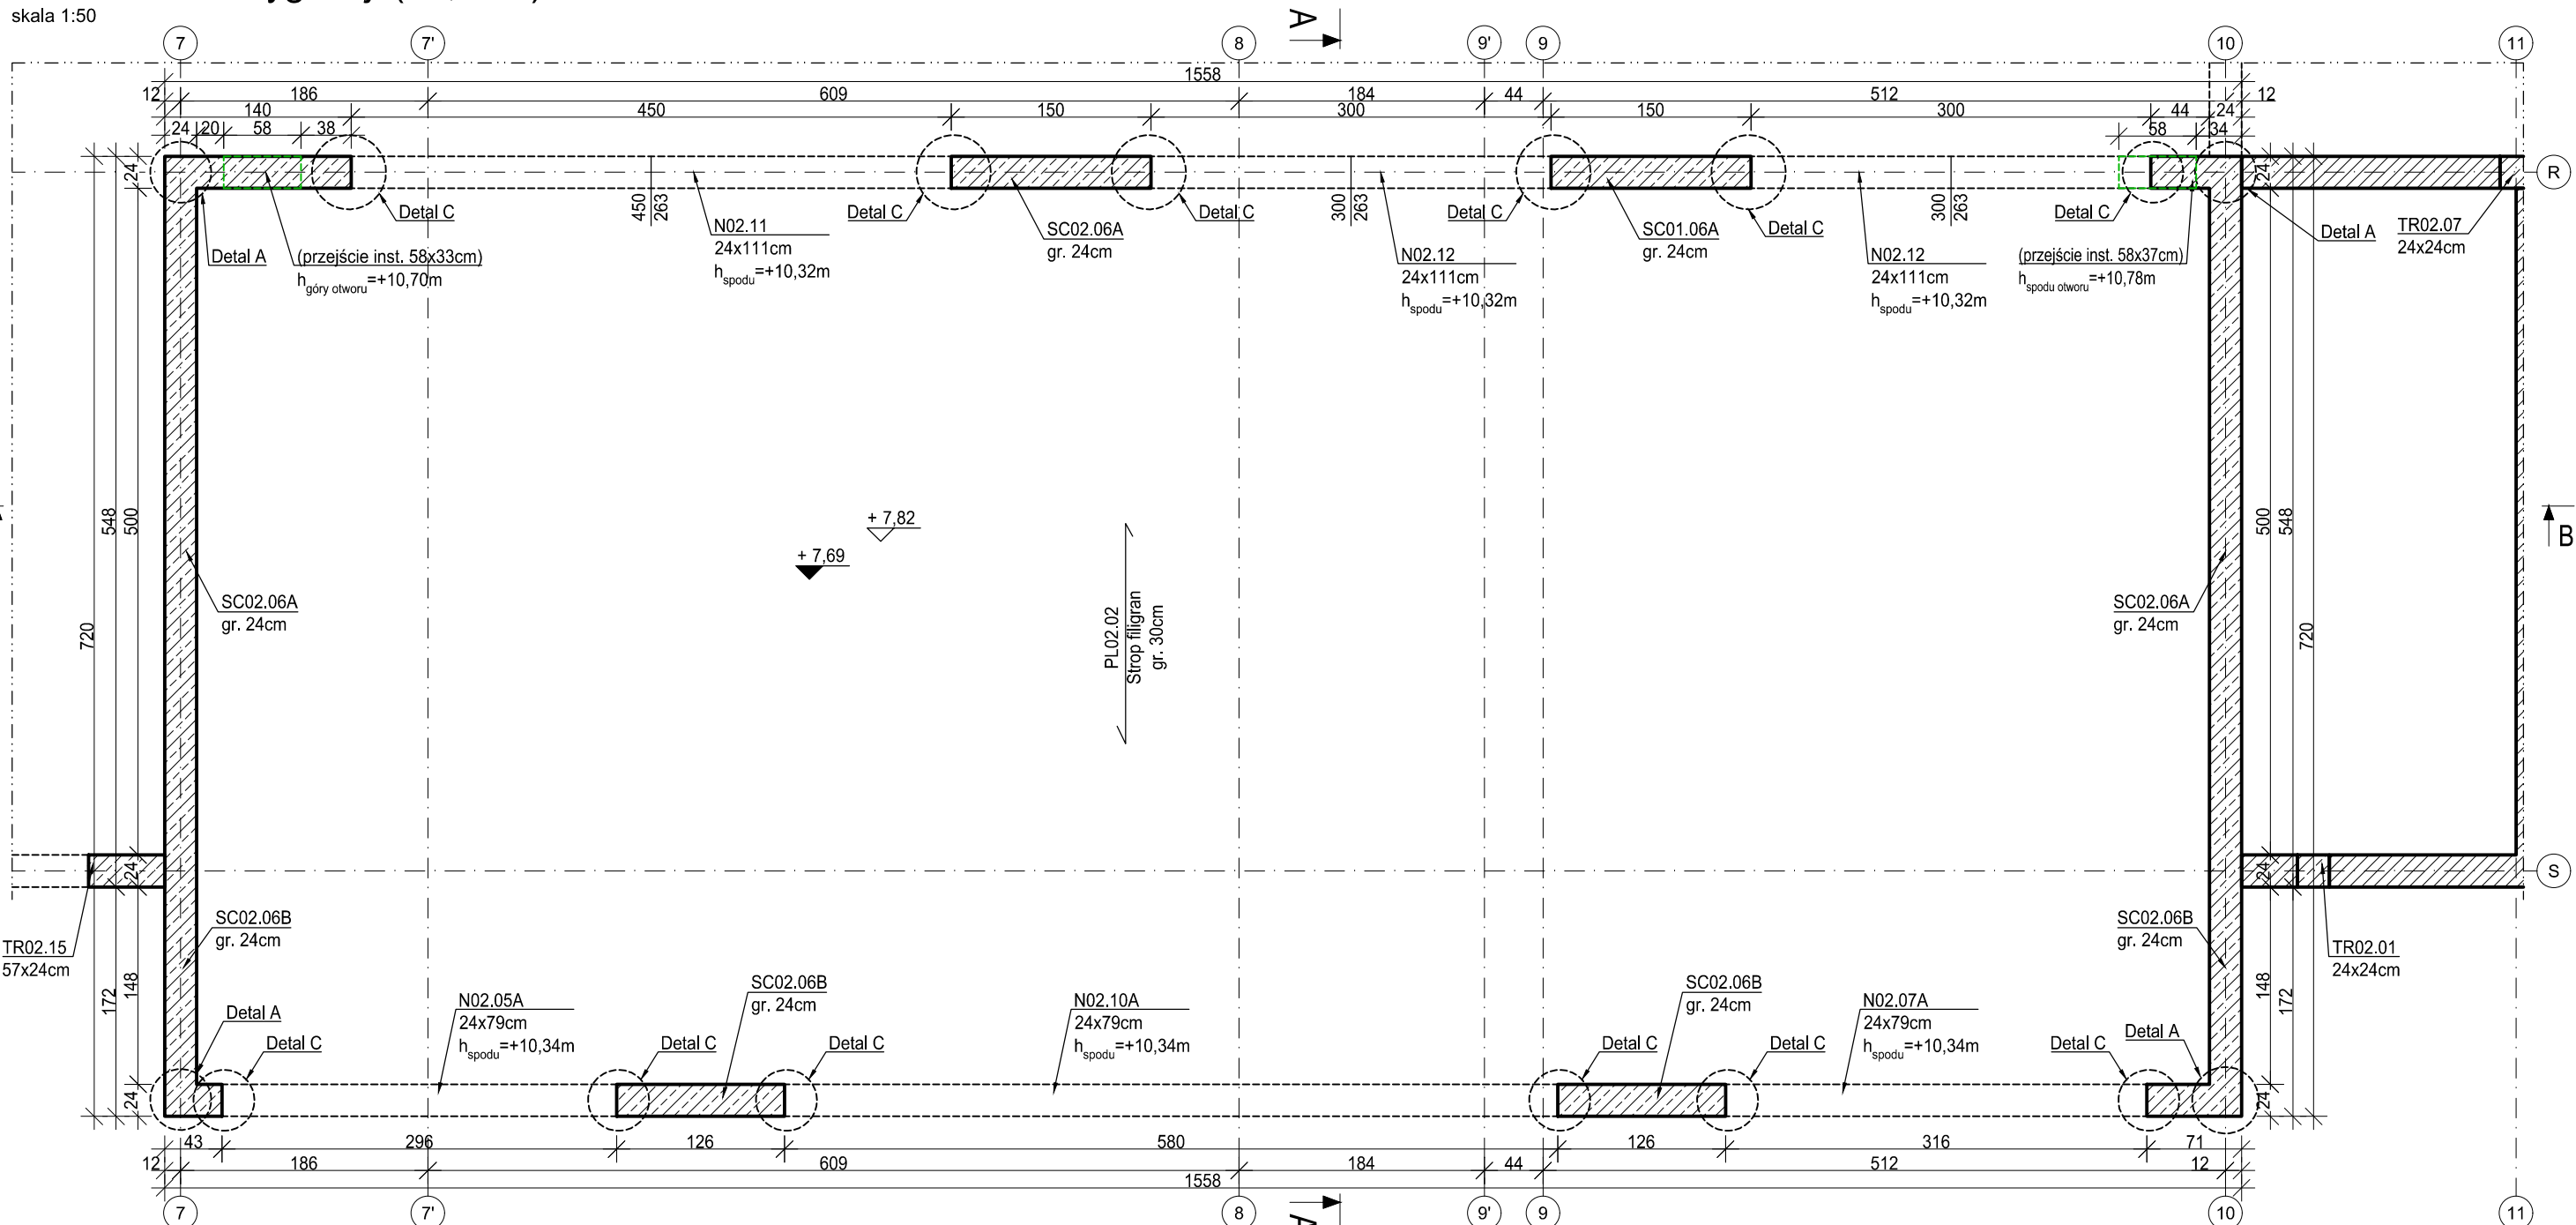 skala 1:50
A
7
7'
8
9'
9
10
11
1558
12
186
609
184
44
512
12
140
450
150
300
150
300
44
24
24
20
58
38
58
34
24
24
R
450
263
300
263
300
263
Detal C
Detal C
Detal C
Detal C
Detal C
Detal C
Detal A
Detal A
(przejście inst. 58x33cm)
h góry otworu=+10,70m
N02.11
24x111cm
hspodu=+10,32m
SC02.06A
gr. 24cm
N02.12
24x111cm
hspodu=+10,32m
SC01.06A
gr. 24cm
N02.12
24x111cm
hspodu=+10,32m
(przejście inst. 58x37cm)
hspodu otworu=+10,78m
TR02.07
24x24cm
720
548
500
+ 7,82
+ 7,69
500
548
720
B
SC02.06A
gr. 24cm
PL02.02
Strop filigran
gr. 30cm
SC02.06A
gr. 24cm
24
24
S
TR02.15
57x24cm
SC02.06B
gr. 24cm
SC02.06B
gr. 24cm
TR02.01
24x24cm
172
148
148
172
Detal A
Detal C
N02.05A
24x79cm
hspodu=+10,34m
SC02.06B
gr. 24cm
Detal C
Detal C
N02.10A
24x79cm
hspodu=+10,34m
SC02.06B
gr. 24cm
Detal C
Detal C
N02.07A
24x79cm
hspodu=+10,34m
Detal C
Detal A
24
24
43
296
126
580
126
316
71
12
186
609
184
44
512
12
1558
7
7'
8
9'
9
10
11
A